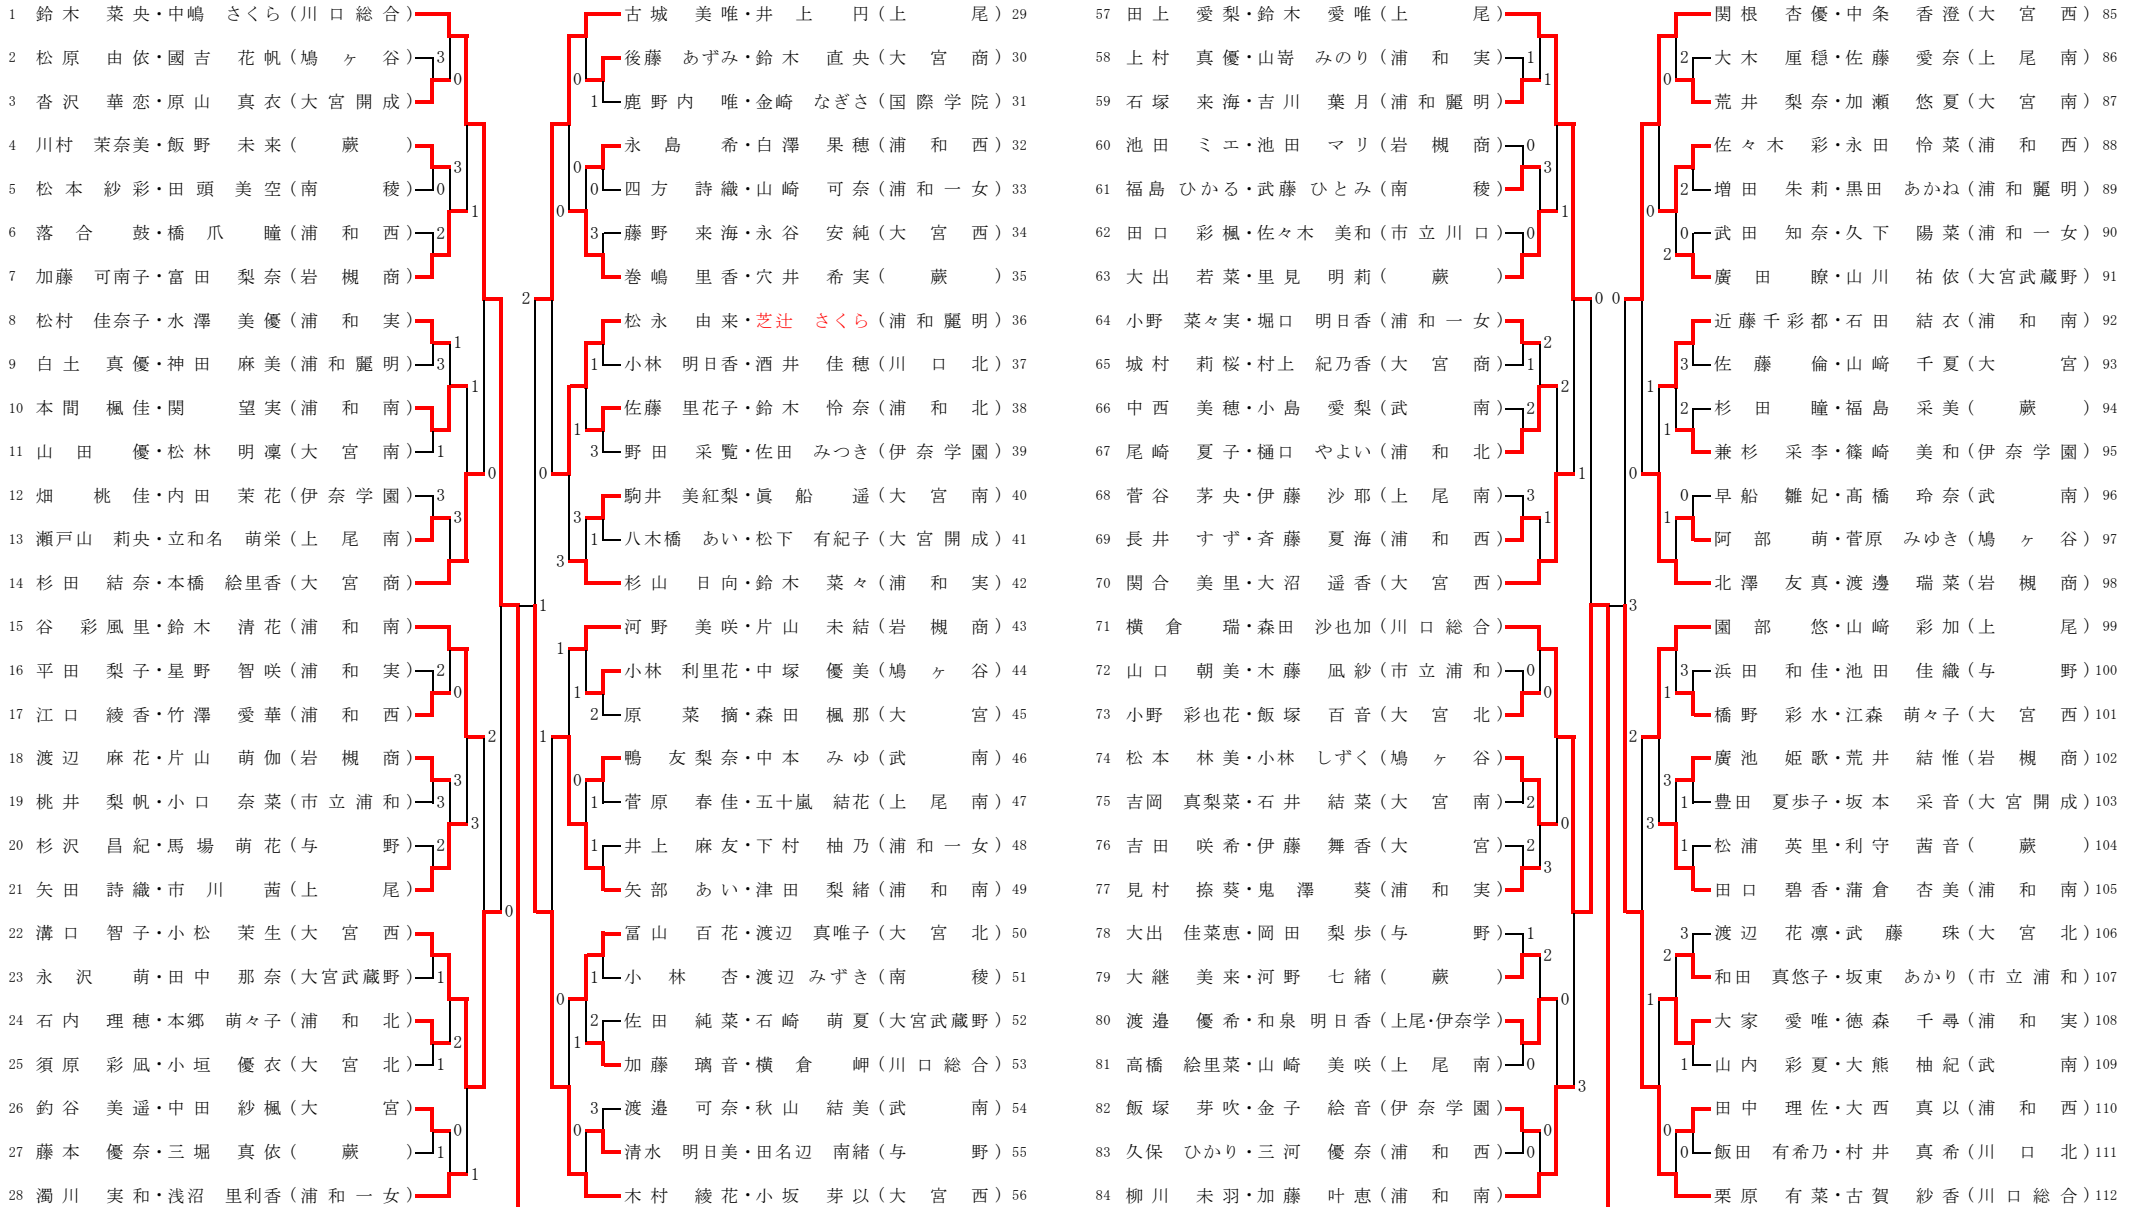 1 鈴木 菜央・中嶋 さくら(川口総合)
2 松原 由依・國吉 花帆(鳩ヶ谷)
3 沓沢 華恋・原山 真衣(大宮開成)
4 川村 茉奈美・飯野 未来(蕨)
5 松本 紗彩・田頭 美空(南稜)
6 落合 鼓・橋爪 瞳(浦和西)
7 加藤 可南子・富田 梨奈(岩槻商)
8 松村 佳奈子・水澤 美優(浦和実)
9 白土 真優・神田 麻美(浦和麗明)
10 本間 楓佳・関 望実(浦和南)
11 山田 優・松林 明凜(大宮南)
12 畑 桃佳・内田 茉花(伊奈学園)
13 瀬戸山 莉央・立和名 萌栄(上尾南)
14 杉田 結奈・本橋 絵里香(大宮商)
15 谷 彩風里・鈴木 清花(浦和南)
16 平田 梨子・星野 智咲(浦和実)
17 江口 綾香・竹澤 愛華(浦和西)
18 渡辺 麻花・片山 萌伽(岩槻商)
19 桃井 梨帆・小口 奈菜(市立浦和)
20 杉沢 昌紀・馬場 萌花(与野)
21 矢田 詩織・市川 茜(上尾)
22 溝口 智子・小松 茉生(大宮西)
23 永沢 萌・田中 那奈(大宮武蔵野)
24 石内 理穂・本郷 萌々子(浦和北)
25 須原 彩凪・小垣 優衣(大宮北)
26 釣谷 美遥・中田 紗楓(大宮)
27 藤本 優奈・三堀 真依(蕨)
28 濁川 実和・浅沼 里利香(浦和一女)
古城 美唯・井上 円(上尾) 29
後藤 あずみ・鈴木 直央(大宮商) 30
鹿野内 唯・金崎 なぎさ(国際学院) 31
永島 希・白澤 果穂(浦和西) 32
四方 詩織・山崎 可奈(浦和一女) 33
藤野 来海・永谷 安純(大宮西) 34
巻嶋 里香・穴井 希実(蕨) 35
松永 由来・芝辻 さくら(浦和麗明) 36
小林 明日香・酒井 佳穂(川口北) 37
佐藤 里花子・鈴木 怜奈(浦和北) 38
野田 采覧・佐田 みつき(伊奈学園) 39
駒井 美紅梨・眞船 遥(大宮南) 40
八木橋 あい・松下 有紀子(大宮開成) 41
杉山 日向・鈴木 菜々(浦和実) 42
河野 美咲・片山 未結(岩槻商) 43
小林 利里花・中塚 優美(鳩ヶ谷) 44
原 菜摘・森田 楓那(大宮) 45
鴨 友梨奈・中本 みゆ(武南) 46
菅原 春佳・五十嵐 結花(上尾南) 47
井上 麻友・下村 柚乃(浦和一女) 48
矢部 あい・津田 梨緒(浦和南) 49
冨山 百花・渡辺 真唯子(大宮北) 50
小林 杏・渡辺 みずき(南稜) 51
佐田 純菜・石崎 萌夏(大宮武蔵野) 52
加藤 璃音・横倉 岬(川口総合) 53
渡邉 可奈・秋山 結美(武南) 54
清水 明日美・田名辺 南緒(与野) 55
木村 綾花・小坂 芽以(大宮西) 56
57 田上 愛梨・鈴木 愛唯(上尾)
58 上村 真優・山嵜 みのり(浦和実)
59 石塚 来海・吉川 葉月(浦和麗明)
60 池田 ミエ・池田 マリ(岩槻商)
61 福島 ひかる・武藤 ひとみ(南稜)
62 田口 彩楓・佐々木 美和(市立川口)
63 大出 若菜・里見 明莉(蕨)
64 小野 菜々実・堀口 明日香(浦和一女)
65 城村 莉桜・村上 紀乃香(大宮商)
66 中西 美穂・小島 愛梨(武南)
67 尾崎 夏子・樋口 やよい(浦和北)
68 菅谷 茅央・伊藤 沙耶(上尾南)
69 長井 すず・斉藤 夏海(浦和西)
70 関合 美里・大沼 遥香(大宮西)
71 横倉 瑞・森田 沙也加(川口総合)
72 山口 朝美・木藤 凪紗(市立浦和)
73 小野 彩也花・飯塚 百音(大宮北)
74 松本 林美・小林 しずく(鳩ヶ谷)
75 吉岡 真梨菜・石井 結菜(大宮南)
76 吉田 咲希・伊藤 舞香(大宮)
77 見村 捺葵・鬼澤 葵(浦和実)
78 大出 佳菜恵・岡田 梨歩(与野)
79 大継 美来・河野 七緒(蕨)
80 渡邉 優希・和泉 明日香(上尾・伊奈学)
81 高橋 絵里菜・山崎 美咲(上尾南)
82 飯塚 芽吹・金子 絵音(伊奈学園)
83 久保 ひかり・三河 優奈(浦和西)
84 柳川 未羽・加藤 叶恵(浦和南)
関根 杏優・中条 香澄(大宮西) 85
大木 厘穏・佐藤 愛奈(上尾南) 86
荒井 梨奈・加瀬 悠夏(大宮南) 87
佐々木 彩・永田 怜菜(浦和西) 88
増田 朱莉・黒田 あかね(浦和麗明) 89
武田 知奈・久下 陽菜(浦和一女) 90
廣田 瞭・山川 祐依(大宮武蔵野) 91
近藤千彩都・石田 結衣(浦和南) 92
佐藤 倫・山﨑 千夏(大宮) 93
杉田 瞳・福島 采美(蕨) 94
兼杉 采李・篠崎 美和(伊奈学園) 95
早船 雛妃・髙橋 玲奈(武南) 96
阿部 萌・菅原 みゆき(鳩ヶ谷) 97
北澤 友真・渡邊 瑞菜(岩槻商) 98
園部 悠・山﨑 彩加(上尾) 99
浜田 和佳・池田 佳織(与野) 100
橋野 彩水・江森 萌々子(大宮西) 101
廣池 姫歌・荒井 結惟(岩槻商) 102
豊田 夏歩子・坂本 采音(大宮開成) 103
松浦 英里・利守 茜音(蕨) 104
田口 碧香・蒲倉 杏美(浦和南) 105
渡辺 花凛・武藤 珠(大宮北) 106
和田 真悠子・坂東 あかり(市立浦和) 107
大家 愛唯・徳森 千尋(浦和実) 108
山内 彩夏・大熊 柚紀(武南) 109
田中 理佐・大西 真以(浦和西) 110
飯田 有希乃・村井 真希(川口北) 111
栗原 有菜・古賀 紗香(川口総合) 112